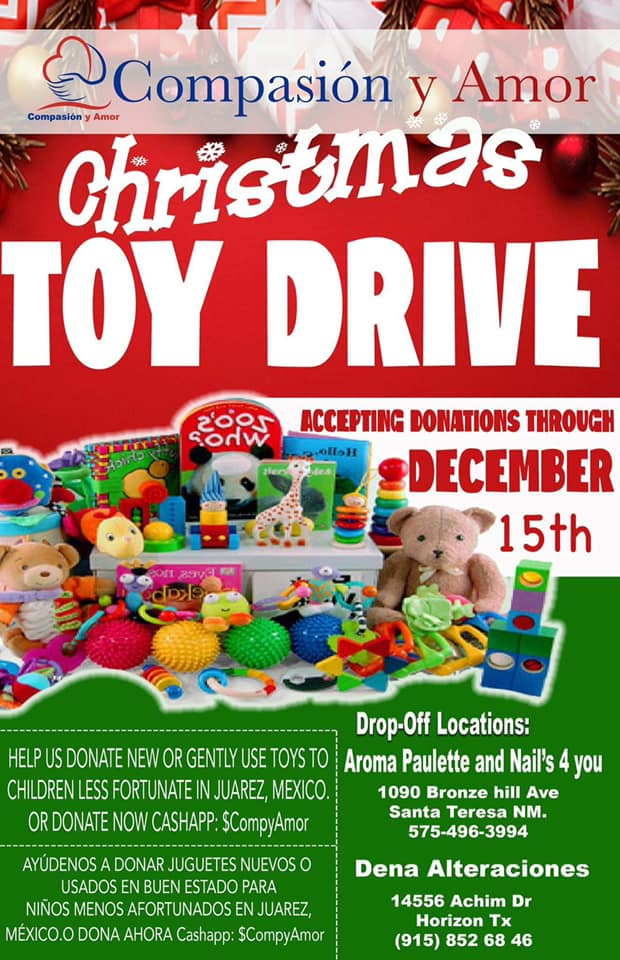 Compasión y Amor
Compasión y Amor
Christmas
TOY DRIVE
ACCEPTING DONATIONS THROUGH
DECEMBER
15th
HELP US DONATE NEW OR GENTLY USE TOYS TO
CHILDREN LESS FORTUNATE IN JUAREZ, MEXICO.
OR DONATE NOW CASHAPP: $CompyAmor
AYÚDENOS A DONAR JUGUETES NUEVOS O
USADOS EN BUEN ESTADO PARA
NIÑOS MENOS AFORTUNADOS EN JUAREZ,
MÉXICO.O DONA AHORA Cashapp: $CompyAmor
Drop-Off Locations:
Aroma Paulette and Nail's 4 you
1090 Bronze hill Ave
Santa Teresa NM.
575-496-3994
Dena Alteraciones
14556 Achim Dr
Horizon Tx
(915) 852 68 46
ZOO'S
WHO?
Hello,